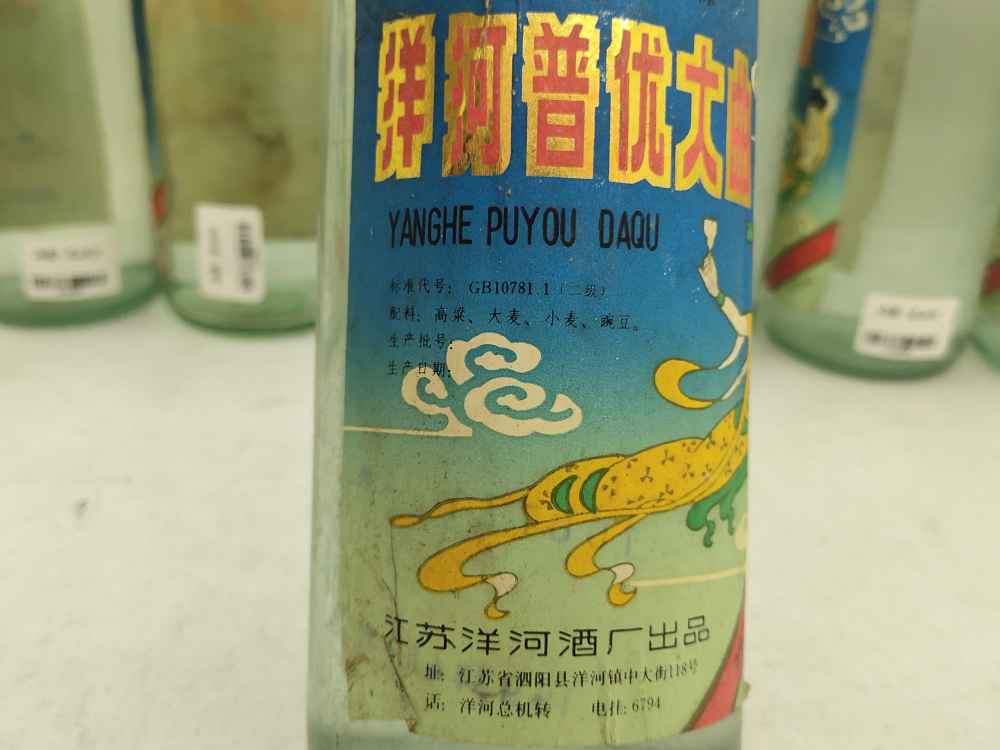 洋河普优大曲
YANGHE PUYOU DAQU
标准代号: GB10781.1 (二级)
配料: 高粱、大麦、小麦、豌豆。
生产批号:
生产日期:
江苏洋河酒厂出品
址: 江苏省泗阳县洋河镇中大街118号
话: 洋河总机转 电挂: 6794